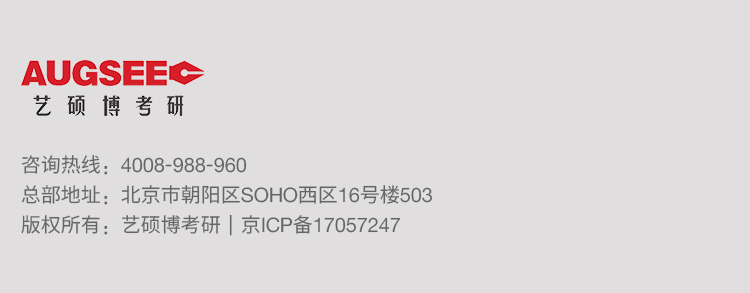 AUGSEE
艺硕博考研
咨询热线：4008-988-960
总部地址：北京市朝阳区SOHO西区16号楼503
版权所有：艺硕博考研｜京ICP备17057247